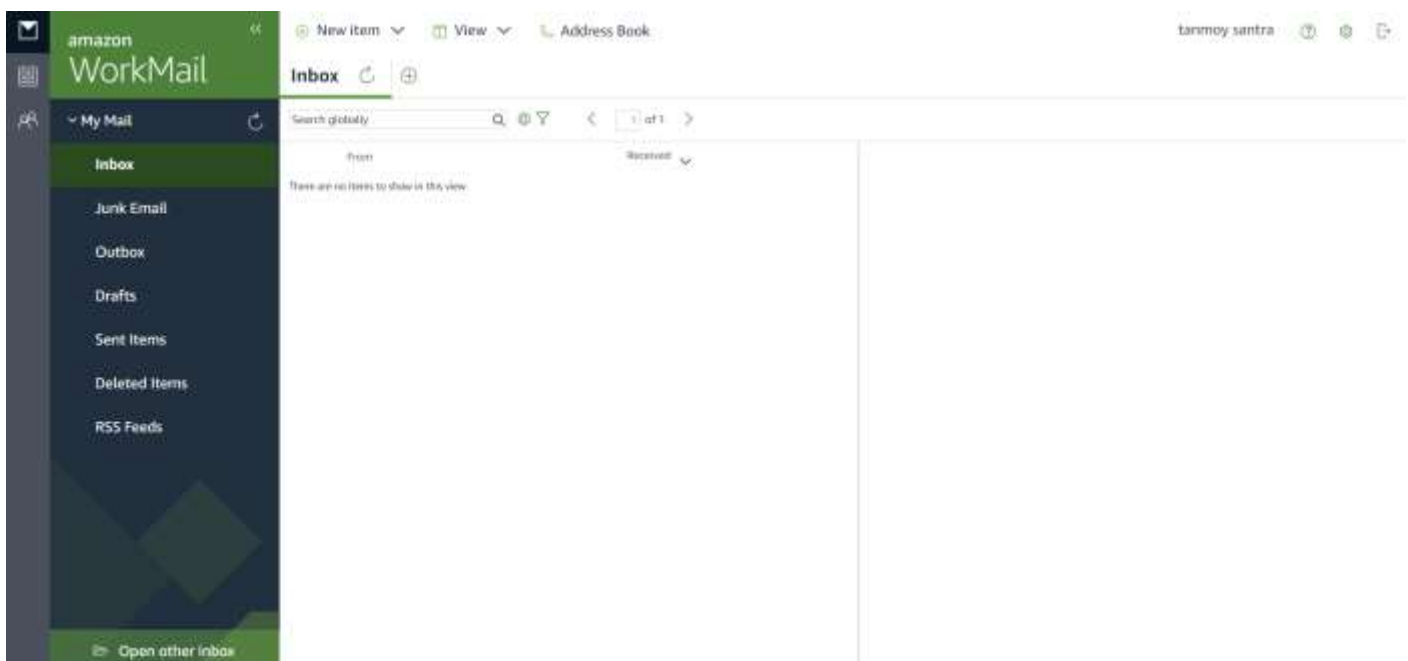 amazon
WorkMail
My Mail
Inbox
Junk Email
Outbox
Drafts
Sent Items
Deleted Items
RSS Feeds
Open other inbox
New item
View
Address Book
tanmoy santra
Inbox
Search globally
1 of 1
From
Received
There are no items to show in this view